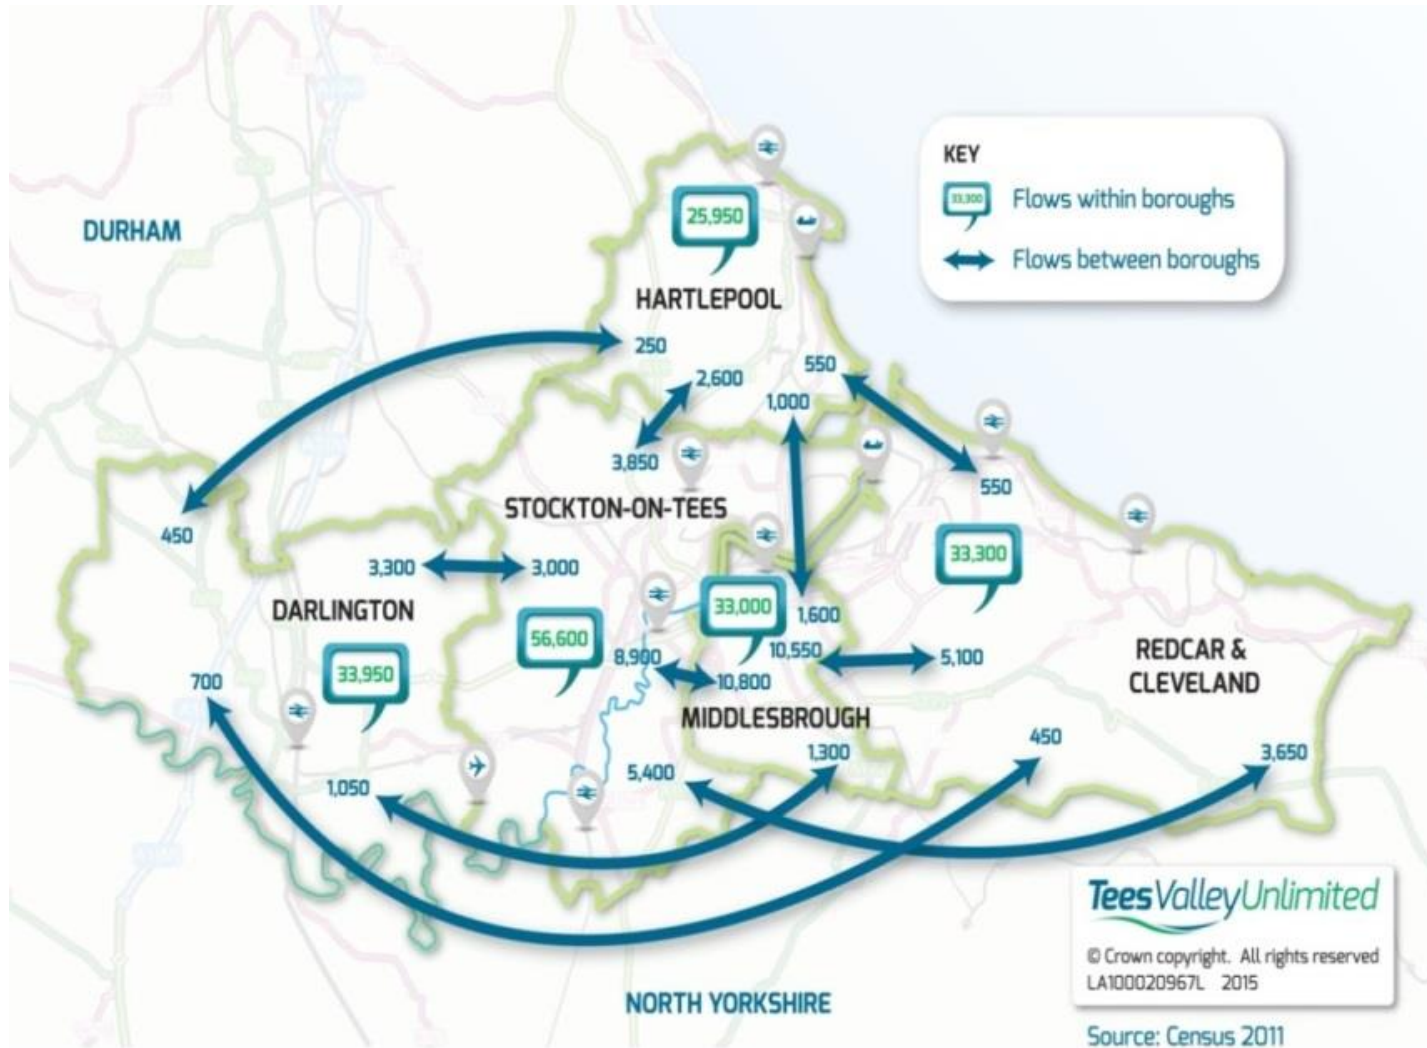 KEY
33,300
Flows within boroughs
Flows between boroughs
DURHAM
25,950
HARTLEPOOL
250
2,600
550
1,000
3,850
550
STOCKTON-ON-TEES
450
3,300
3,000
33,300
DARLINGTON
33,000
1,600
56,600
8,900
10,550
5,100
REDCAR &
CLEVELAND
33,950
700
10,800
MIDDLESBROUGH
1,300
450
3,650
5,400
1,050
TeesValleyUnlimited
© Crown copyright. All rights reserved
LA100020967L 2015
NORTH YORKSHIRE
Source: Census 2011